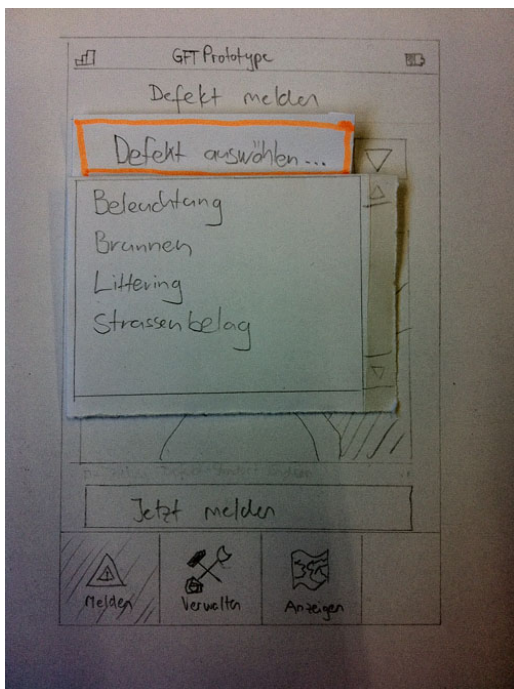 GFT Prototype
Defekt melden
Defekt auswählen...
Beleuchtung
Brunnen
Littering
Strassenbelag
Jetzt melden
Melden
Verwalten
Anzeigen